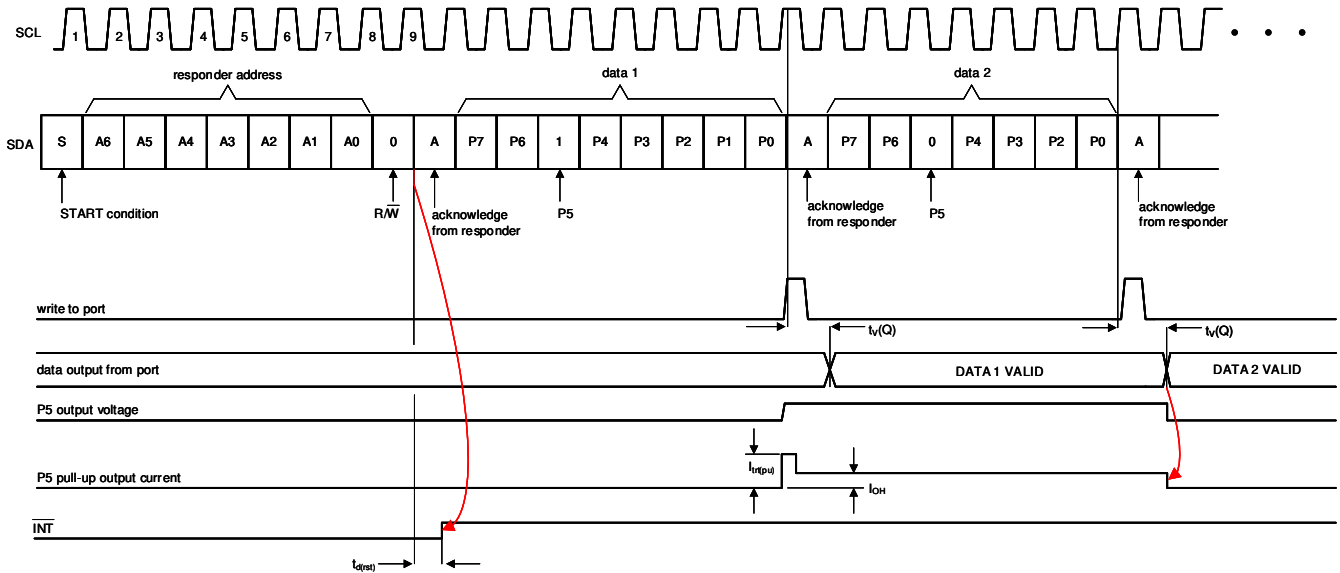 SCL 1 2 3 4 5 6 7 8 9
responder address data 1 data 2
SDA S A6 A5 A4 A3 A2 A1 A0 0 A P7 P6 1 P4 P3 P2 P1 P0 A P7 P6 0 P4 P3 P2 P0 A
START condition R/W̅ acknowledge from responder P5 acknowledge from responder P5 acknowledge from responder
write to port
tV(Q) tV(Q)
data output from port DATA 1 VALID DATA 2 VALID
P5 output voltage
Itrt(pu)
P5 pull-up output current
IOH
I̅N̅T̅
td(rst)